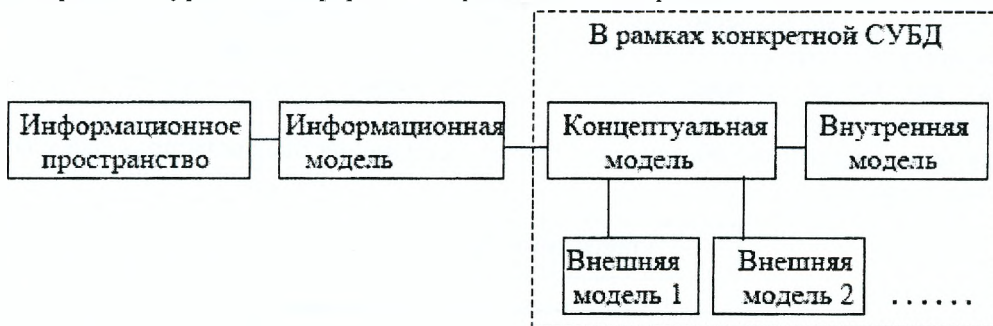 В рамках конкретной СУБД
Информационное
пространство
Информационная
модель
Концептуальная
модель
Внутренняя
модель
Внешняя
модель 1
Внешняя
модель 2
......